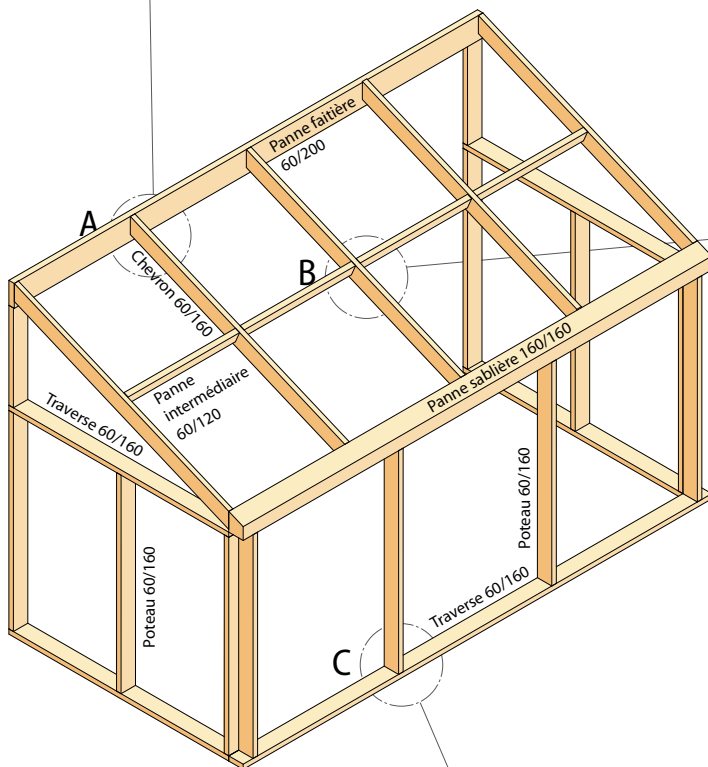 Panne faitière
60/200
A
Chevron 60/160
B
Panne sablière 160/160
Panne
intermédiaire
60/120
Traverse 60/160
Poteau 60/160
Poteau 60/160
Traverse 60/160
C